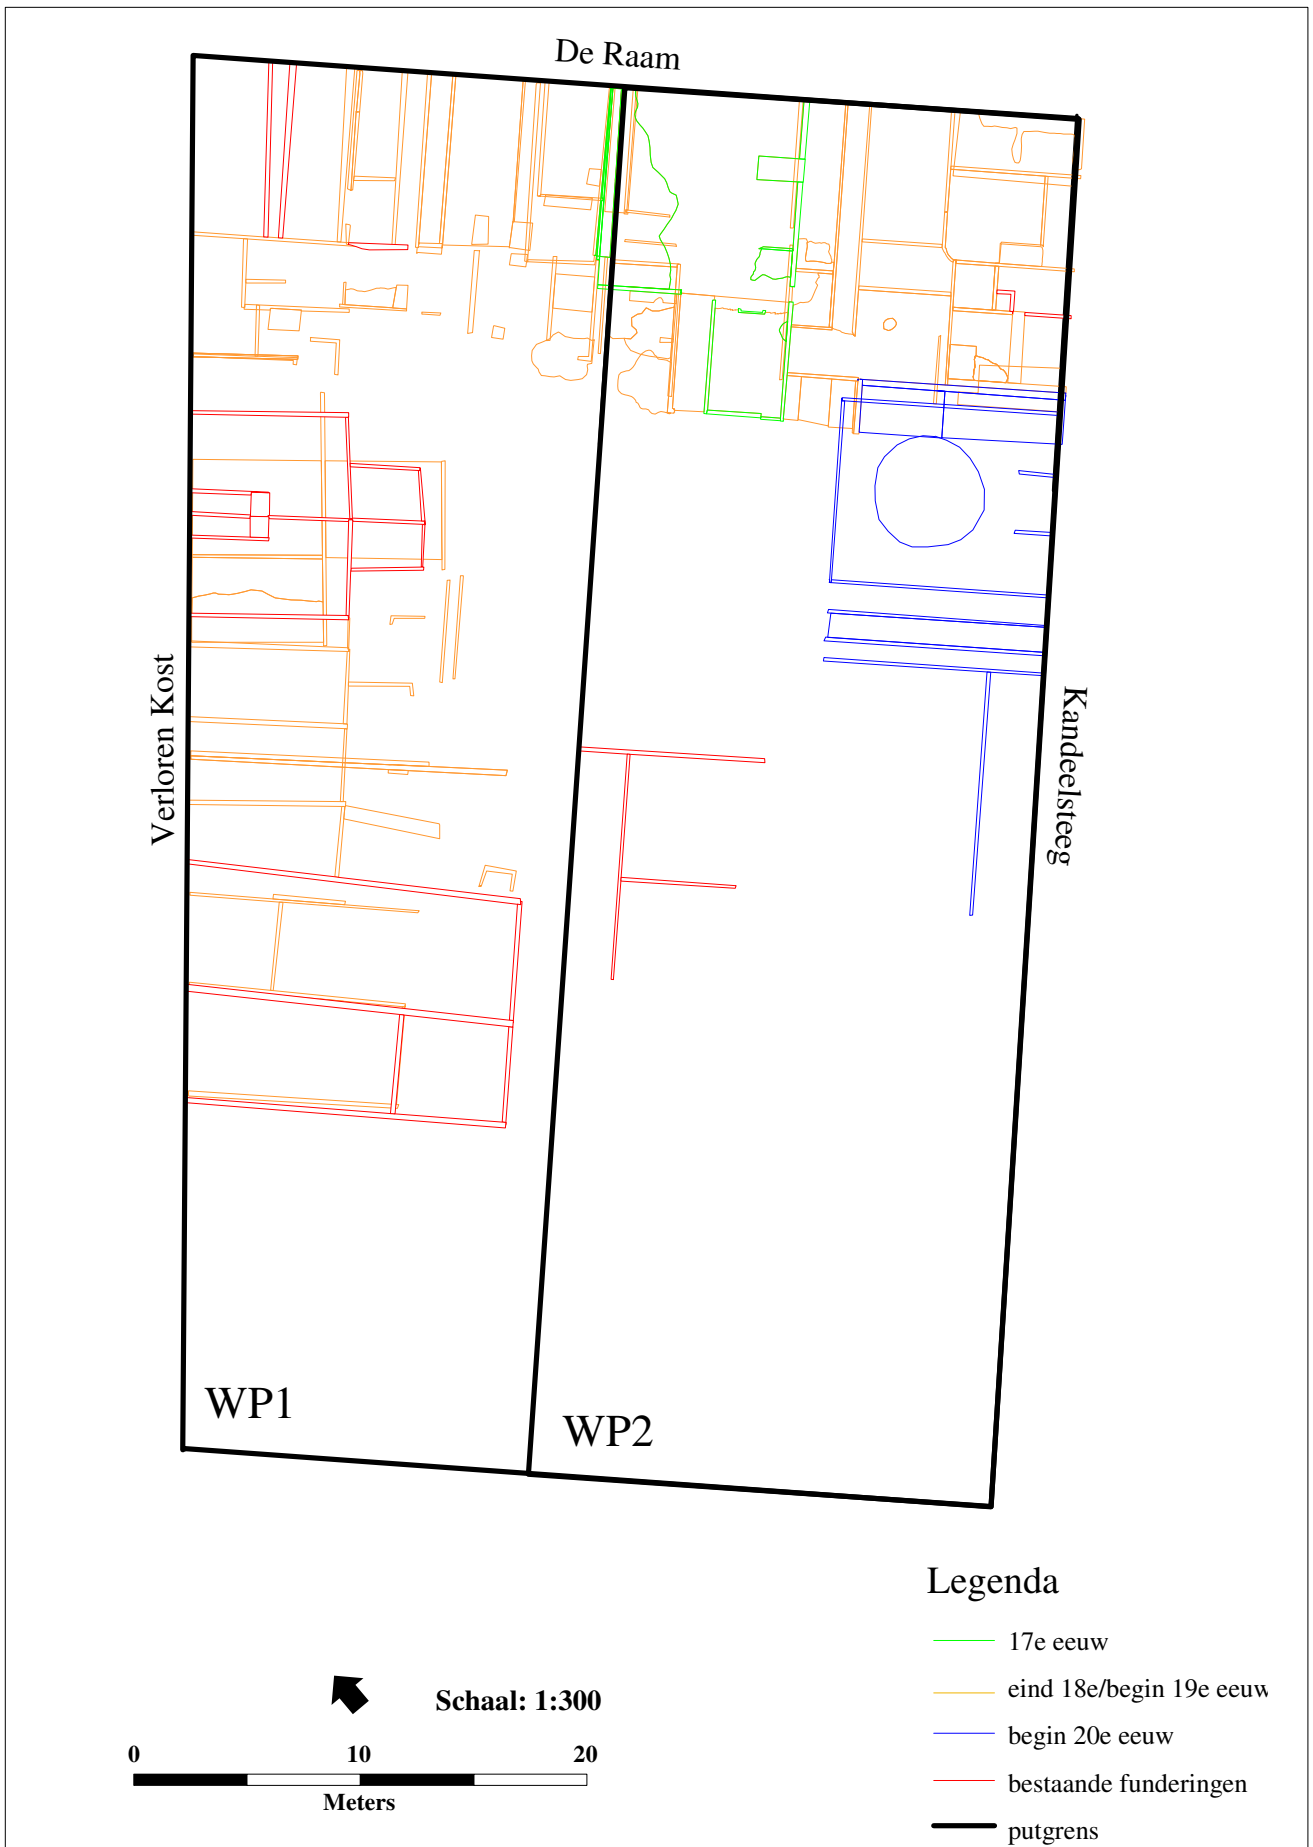 De Raam
Verloren Kost
Kandeelsteeg
WP1
WP2
Legenda
17e eeuw
eind 18e/begin 19e eeuw
begin 20e eeuw
bestaande funderingen
putgrens
Schaal: 1:300
0 10 20
Meters